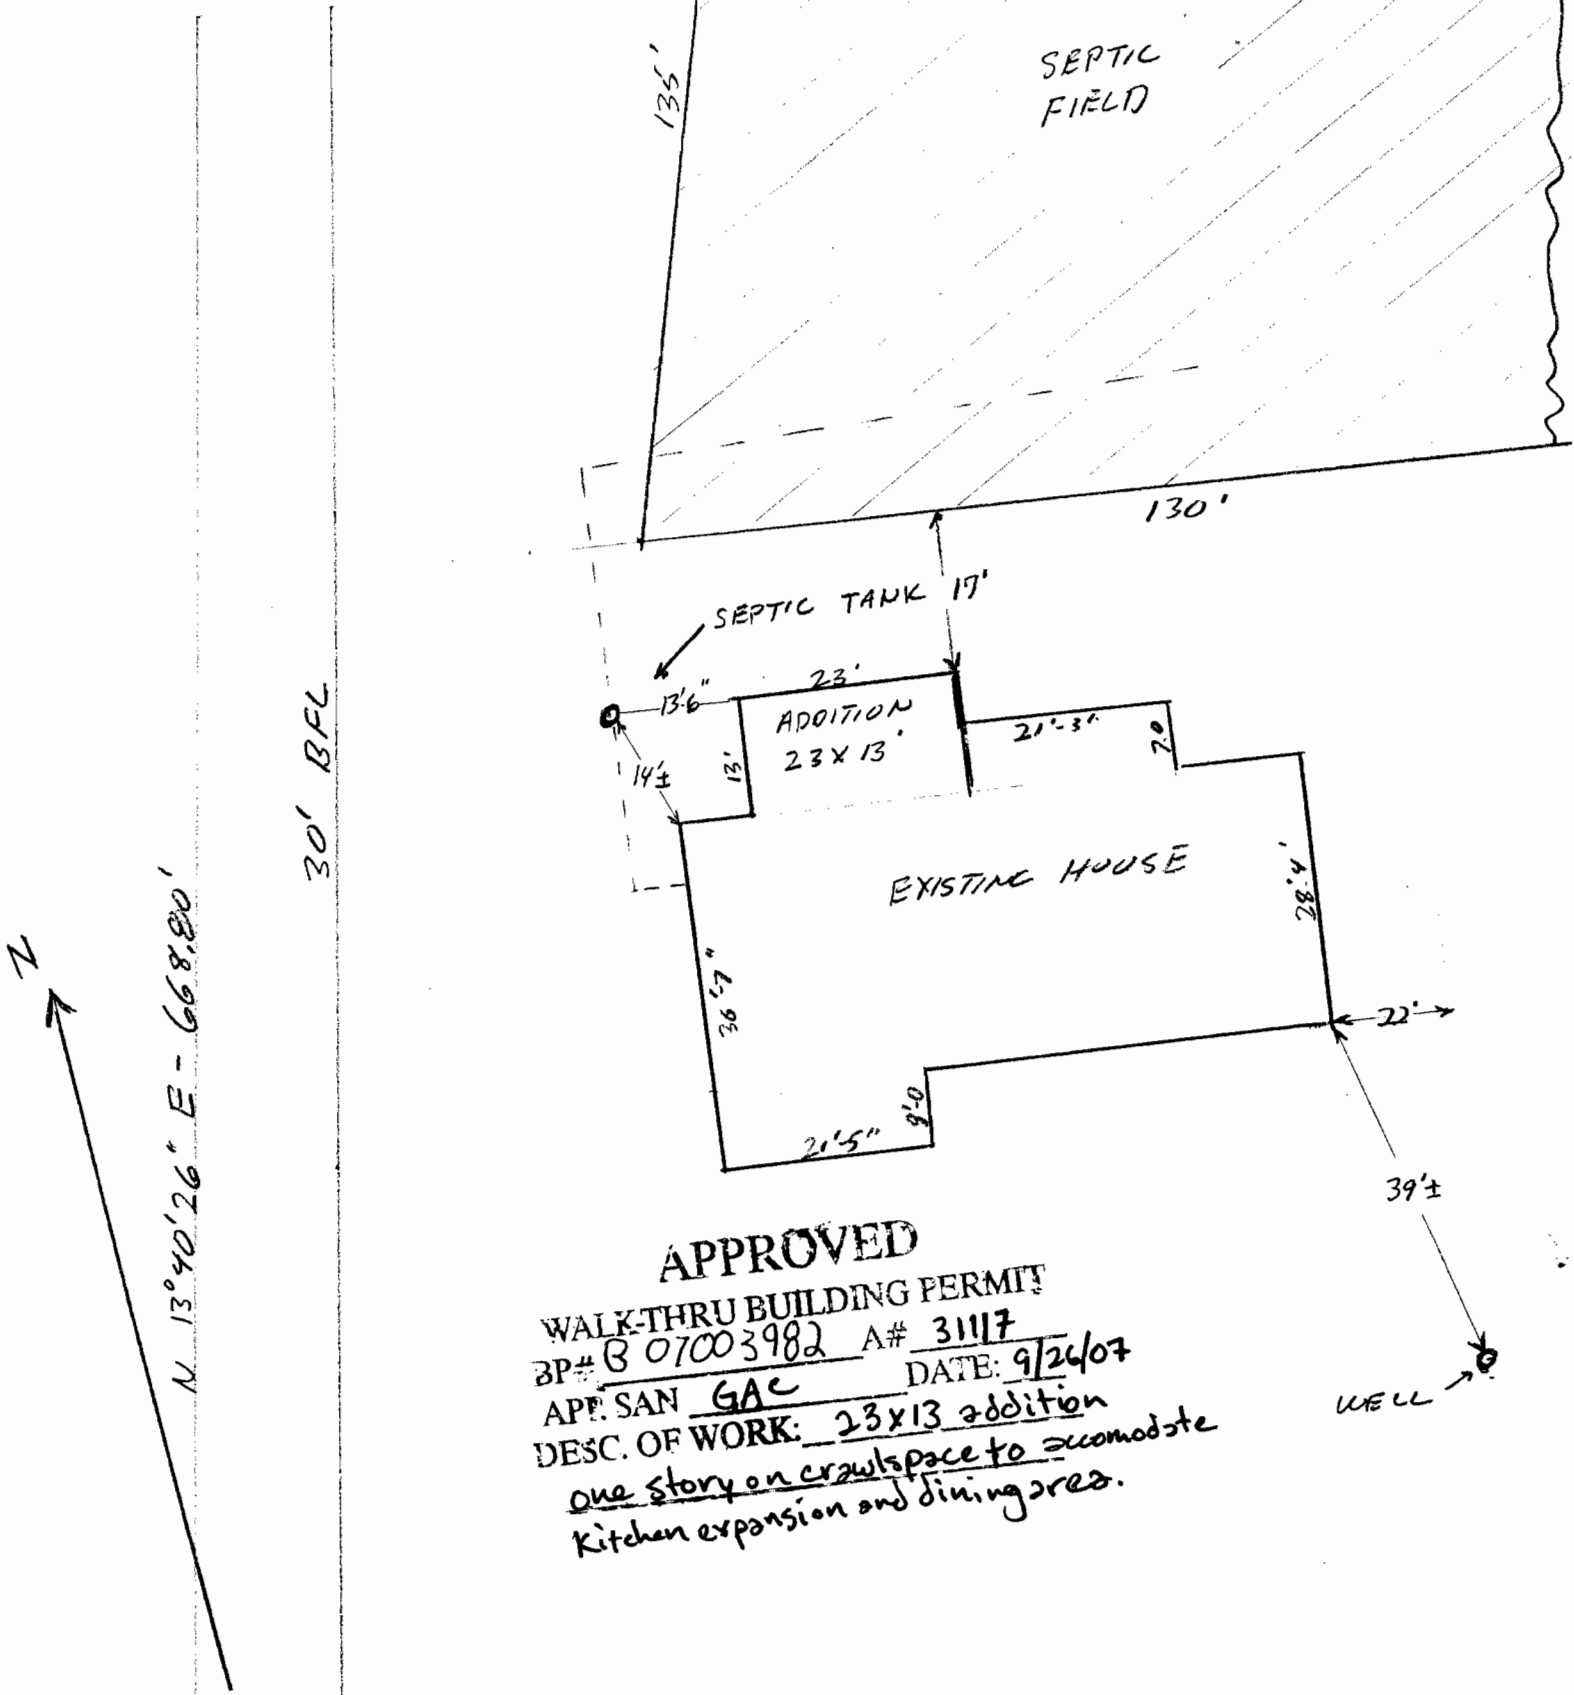 SEPTIC
FIELD
135'
130'
SEPTIC TANK
17'
23'
13'6"
ADDITION
23 X 13'
13'
14'±
21'-3"
7.0
30' BFL
EXISTING HOUSE
28'-4'
N
N 13°40'26" E - 668.80'
36'-7"
22'
9'-0
21'-5"
39'±
WELL
APPROVED
WALK-THRU BUILDING PERMIT
BP# B 07003982 A# 31117
APP. SAN GAC DATE: 9/26/07
DESC. OF WORK: 23x13 addition
one story on crawlspace to accomodate
kitchen expansion and dining area.